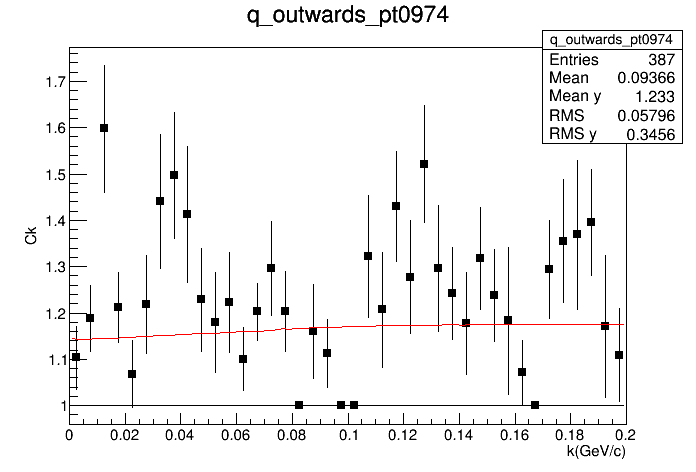 q_outwards_pt0974
q_outwards_pt0974
Entries 387
Mean 0.09366
Mean y 1.233
RMS 0.05796
RMS y 0.3456
Ck
1.7
1.6
1.5
1.4
1.3
1.2
1.1
1
0 0.02 0.04 0.06 0.08 0.1 0.12 0.14 0.16 0.18 0.2
k(GeV/c)